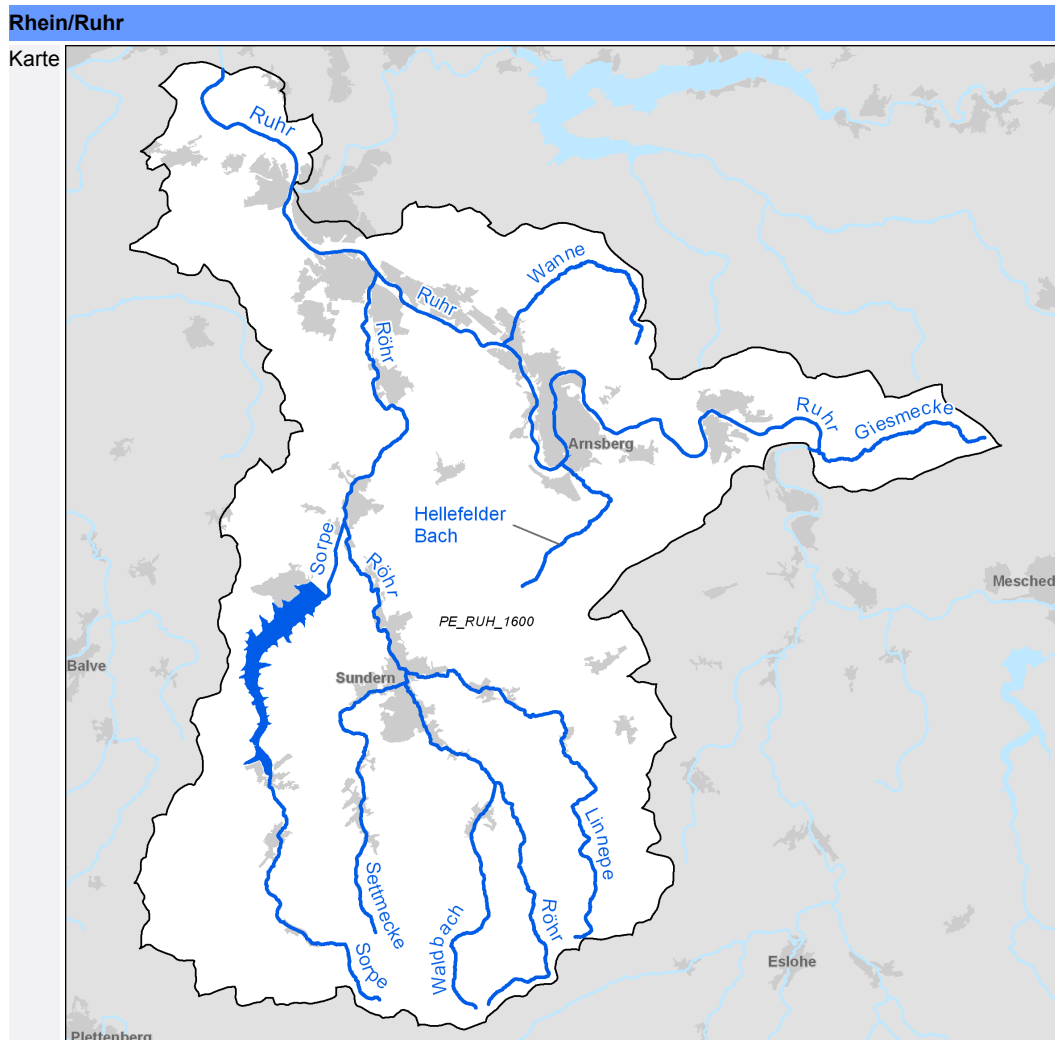 Rhein/Ruhr
Karte
Ruhr
Wanne
Ruhr
Röhr
Ruhr
Giesmecke
Arnsberg
Hellefelder
Bach
Sorpe
Röhr
Mesched
PE_RUH_1600
Balve
Sundern
Linnepe
Settmecke
Waldbach
Röhr
Sorpe
Eslohe
Plettenberg